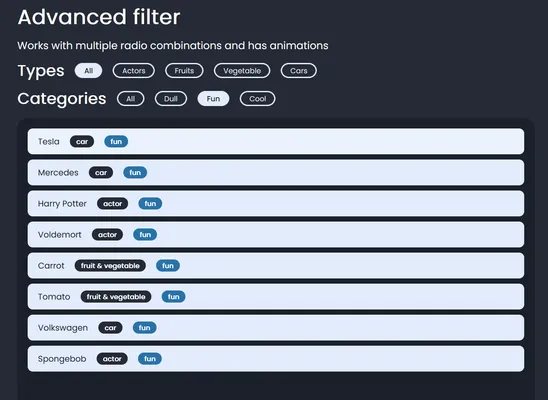 Advanced filter
Works with multiple radio combinations and has animations
Types All Actors Fruits Vegetable Cars
Categories All Dull Fun Cool
Tesla car fun
Mercedes car fun
Harry Potter actor fun
Voldemort actor fun
Carrot fruit & vegetable fun
Tomato fruit & vegetable fun
Volkswagen car fun
Spongebob actor fun